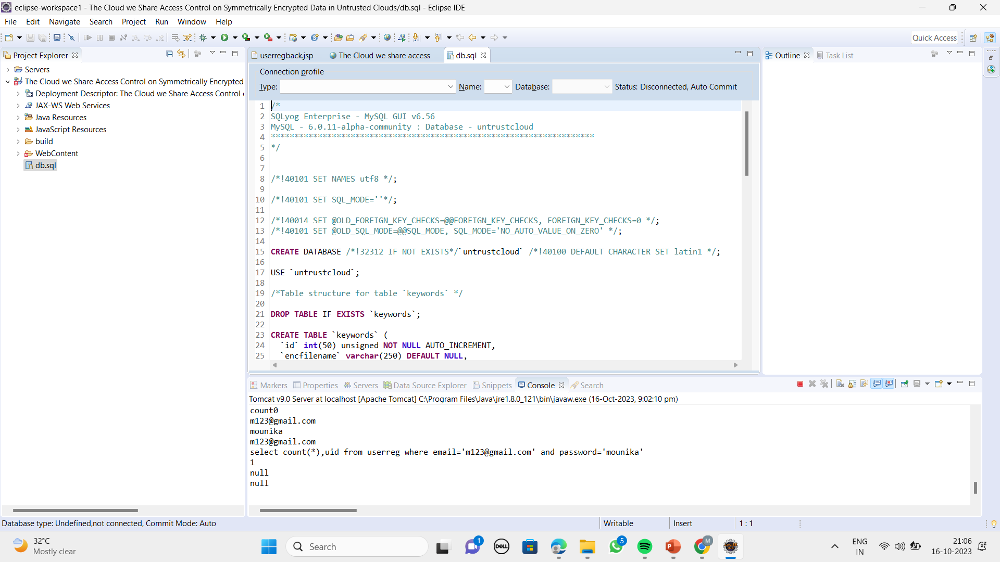 eclipse-workspace1 - The Cloud we Share Access Control on Symmetrically Encrypted Data in Untrusted Clouds/db.sql - Eclipse IDE
File Edit Navigate Search Project Run Window Help
Quick Access
Project Explorer
Servers
The Cloud we Share Access Control on Symmetrically Encrypted
Deployment Descriptor: The Cloud we Share Access Control
JAX-WS Web Services
Java Resources
JavaScript Resources
build
WebContent
db.sql
userregback.jsp The Cloud we share access db.sql
Connection profile
Type: Name: Database: Status: Disconnected, Auto Commit
1 /*
2 SQLyog Enterprise - MySQL GUI v6.56
3 MySQL - 6.0.11-alpha-community : Database - untrustcloud
4 *********************************************************************
5 */
6
7
8 /*!40101 SET NAMES utf8 */;
9
10 /*!40101 SET SQL_MODE=''*/;
11
12 /*!40014 SET @OLD_FOREIGN_KEY_CHECKS=@@FOREIGN_KEY_CHECKS, FOREIGN_KEY_CHECKS=0 */;
13 /*!40101 SET @OLD_SQL_MODE=@@SQL_MODE, SQL_MODE='NO_AUTO_VALUE_ON_ZERO' */;
14
15 CREATE DATABASE /*!32312 IF NOT EXISTS*/`untrustcloud` /*!40100 DEFAULT CHARACTER SET latin1 */;
16
17 USE `untrustcloud`;
18
19 /*Table structure for table `keywords` */
20
21 DROP TABLE IF EXISTS `keywords`;
22
23 CREATE TABLE `keywords` (
24 `id` int(50) unsigned NOT NULL AUTO_INCREMENT,
25 `encfilename` varchar(250) DEFAULT NULL,
Outline Task List
Markers Properties Servers Data Source Explorer Snippets Console Search
Tomcat v9.0 Server at localhost [Apache Tomcat] C:\Program Files\Java\jre1.8.0_121\bin\javaw.exe (16-Oct-2023, 9:02:10 pm)
count0
m123@gmail.com
mounika
m123@gmail.com
select count(*),uid from userreg where email='m123@gmail.com' and password='mounika'
1
null
null
Database type: Undefined,not connected, Commit Mode: Auto
Writable Insert 1 : 1
32°C
Mostly clear
Search
1
DELL
5
M
ENG
IN
21:06
16-10-2023